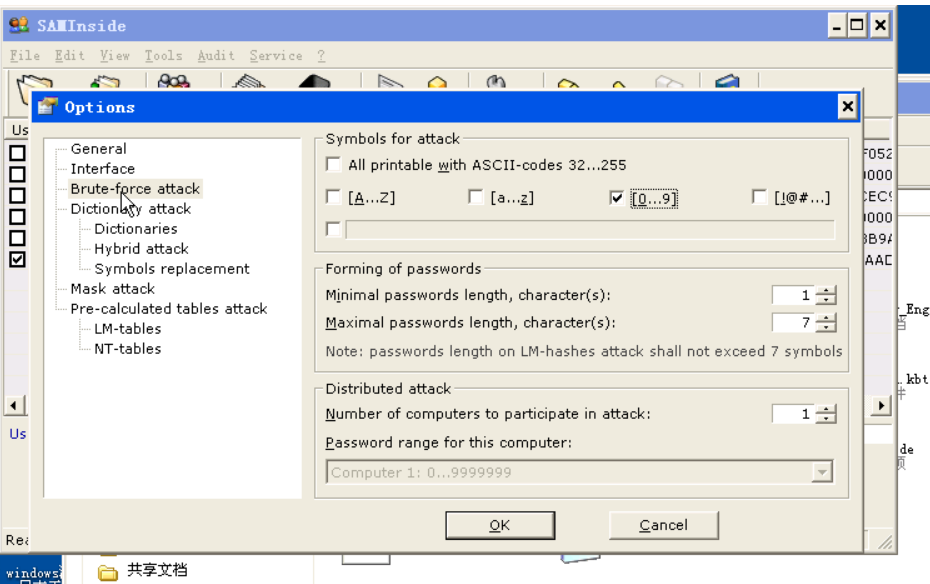 SAMInside
File Edit View Tools Audit Service ?
Options
Us
General
Interface
Brute-force attack
Dictionary attack
Dictionaries
Hybrid attack
Symbols replacement
Mask attack
Pre-calculated tables attack
LM-tables
NT-tables
Symbols for attack
All printable with ASCII-codes 32...255
[A...Z] [a...z] [0...9] [!@#...]
Forming of passwords
Minimal passwords length, character(s): 1
Maximal passwords length, character(s): 7
Note: passwords length on LM-hashes attack shall not exceed 7 symbols
Distributed attack
Number of computers to participate in attack: 1
Password range for this computer:
Computer 1: 0...9999999
OK Cancel
F052
0000
0000
AAD
_Eng
.kbt
de
Us
Rea
windows
共享文档